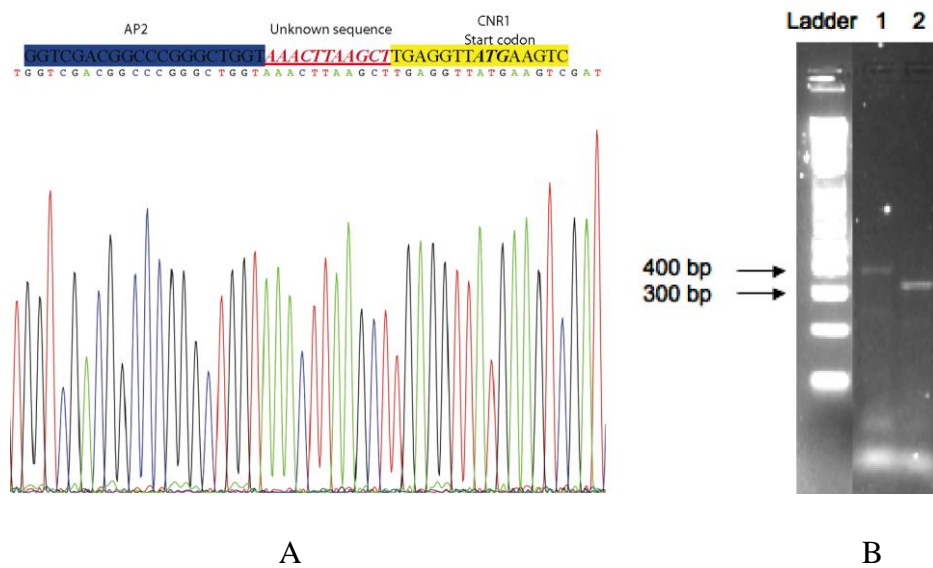 AP2
Unknown sequence
CNR1
Start codon
GGTCGACGGCCCGGGCTGGTAAACTTAAGCTTGAGGTTATGAAGTC
TGGTCGACGGCCCGGGCTGGTAAACTTAAGCTTGAGGTTATGAAGTCGAT
A
Ladder 1 2
400 bp
300 bp
B